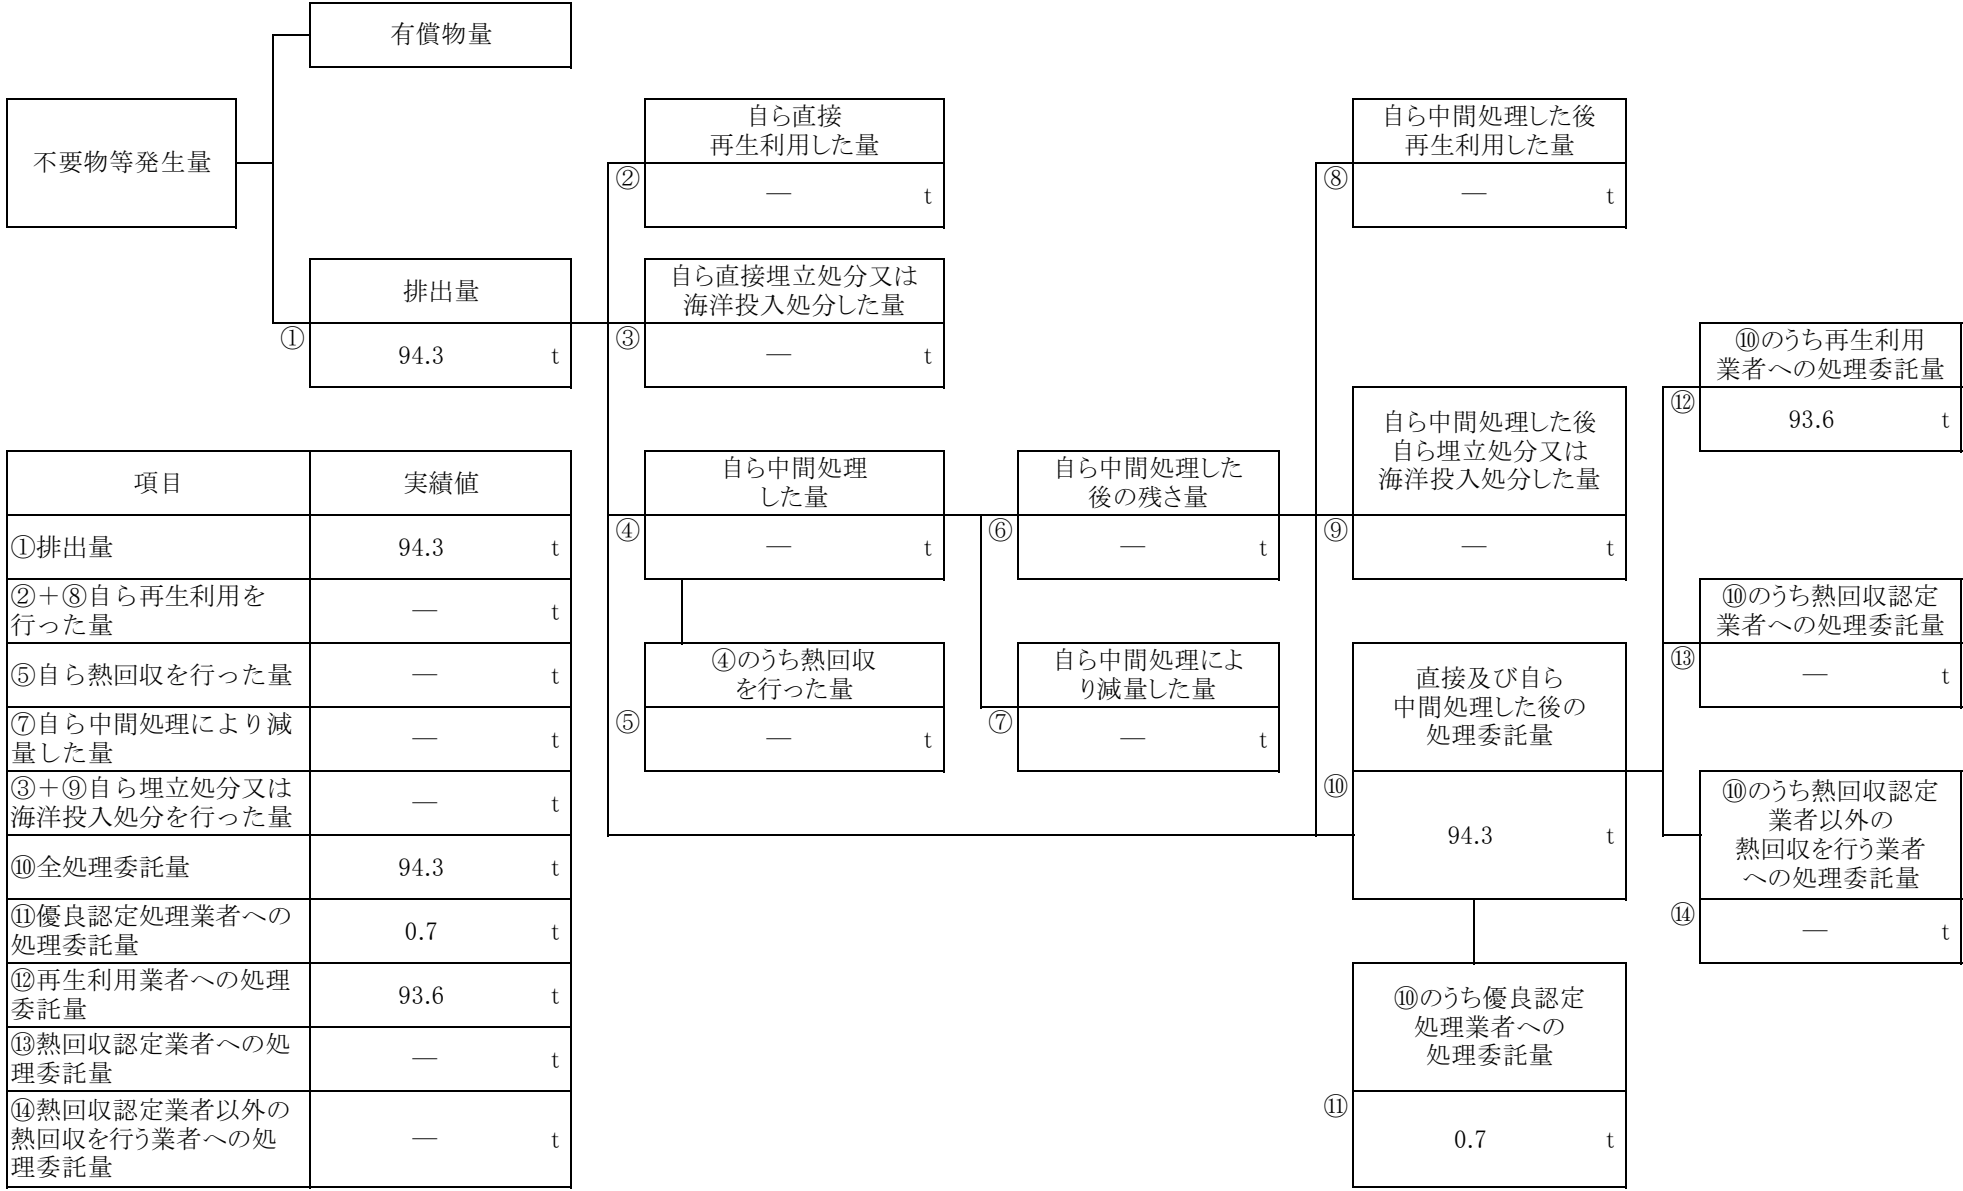 有償物量
不要物等発生量
排出量
①
94.3 t
自ら直接
再生利用した量
②
― t
自ら直接埋立処分又は
海洋投入処分した量
③
― t
自ら中間処理
した量
④
― t
④のうち熱回収
を行った量
⑤
― t
自ら中間処理した
後の残さ量
⑥
― t
自ら中間処理によ
り減量した量
⑦
― t
自ら中間処理した後
再生利用した量
⑧
― t
自ら中間処理した後
自ら埋立処分又は
海洋投入処分した量
⑨
― t
直接及び自ら
中間処理した後の
処理委託量
⑩
94.3 t
⑩のうち優良認定
処理業者への
処理委託量
⑪
0.7 t
⑩のうち再生利用
業者への処理委託量
⑫
93.6 t
⑩のうち熱回収認定
業者への処理委託量
⑬
― t
⑩のうち熱回収認定
業者以外の
熱回収を行う業者
への処理委託量
⑭
― t
項目 実績値
①排出量 94.3 t
②＋⑧自ら再生利用を
行った量 ― t
⑤自ら熱回収を行った量 ― t
⑦自ら中間処理により減
量した量 ― t
③＋⑨自ら埋立処分又は
海洋投入処分を行った量 ― t
⑩全処理委託量 94.3 t
⑪優良認定処理業者への
処理委託量 0.7 t
⑫再生利用業者への処理
委託量 93.6 t
⑬熱回収認定業者への処
理委託量 ― t
⑭熱回収認定業者以外の
熱回収を行う業者への処
理委託量 ― t